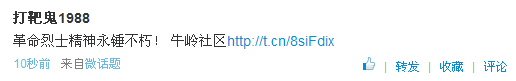 打靶鬼1988
革命烈士精神永锤不朽！ 牛岭社区http://t.cn/8siFdix
10秒前 来自微话题
| 转发 | 收藏 | 评论